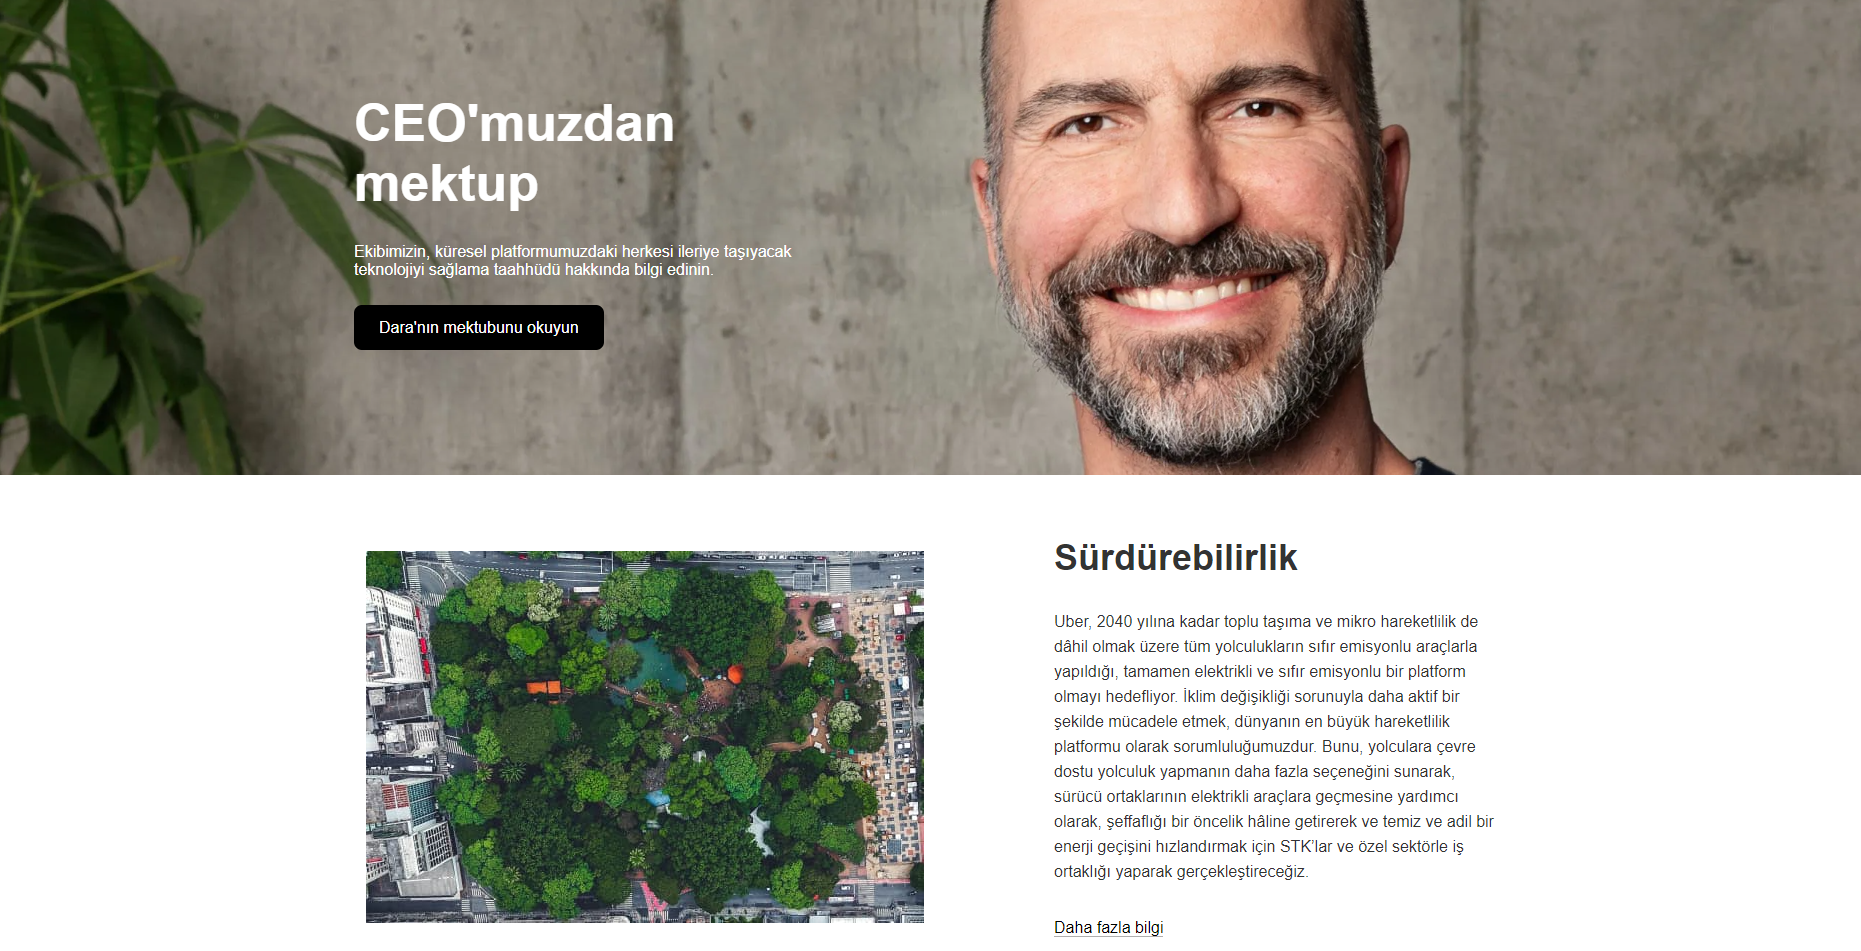 CEO'muzdan
mektup
Ekibimizin, küresel platformumuzdaki herkesi ileriye taşıyacak
teknolojiyi sağlama taahhüdü hakkında bilgi edinin.
Dara'nın mektubunu okuyun
Sürdürebilirlik
Uber, 2040 yılına kadar toplu taşıma ve mikro hareketlilik de
dâhil olmak üzere tüm yolculukların sıfır emisyonlu araçlarla
yapıldığı, tamamen elektrikli ve sıfır emisyonlu bir platform
olmayı hedefliyor. İklim değişikliği sorunuyla daha aktif bir
şekilde mücadele etmek, dünyanın en büyük hareketlilik
platformu olarak sorumluluğumuzdur. Bunu, yolculara çevre
dostu yolculuk yapmanın daha fazla seçeneğini sunarak,
sürücü ortaklarının elektrikli araçlara geçmesine yardımcı
olarak, şeffaflığı bir öncelik hâline getirerek ve temiz ve adil bir
enerji geçişini hızlandırmak için STK’lar ve özel sektörle iş
ortaklığı yaparak gerçekleştireceğiz.
Daha fazla bilgi